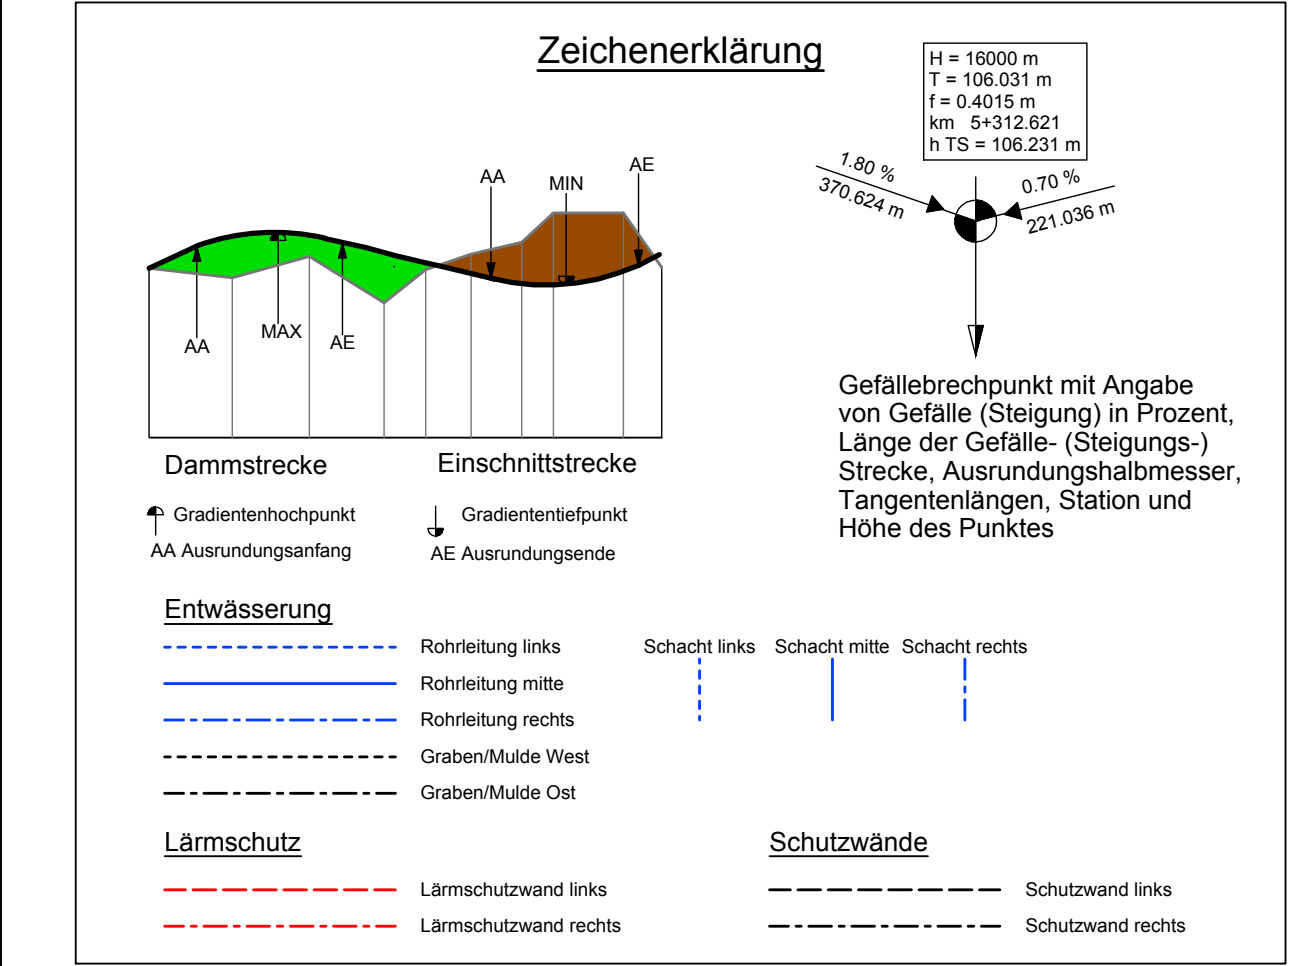 Zeichenerklärung
H = 16000 m
T = 106.031 m
f = 0.4015 m
km 5+312.621
h TS = 106.231 m
1.80 %
370.624 m
0.70 %
221.036 m
AA
MIN
AE
AA
MAX
AE
Dammstrecke
Einschnittstrecke
Gradientenhochpunkt
Gradiententiefpunkt
AA Ausrundungsanfang
AE Ausrundungsende
Gefällebrechpunkt mit Angabe
von Gefälle (Steigung) in Prozent,
Länge der Gefälle- (Steigungs-)
Strecke, Ausrundungshalbmesser,
Tangentenlängen, Station und
Höhe des Punktes
Entwässerung
Rohrleitung links
Rohrleitung mitte
Rohrleitung rechts
Graben/Mulde West
Graben/Mulde Ost
Schacht links
Schacht mitte
Schacht rechts
Lärmschutz
Lärmschutzwand links
Lärmschutzwand rechts
Schutzwände
Schutzwand links
Schutzwand rechts